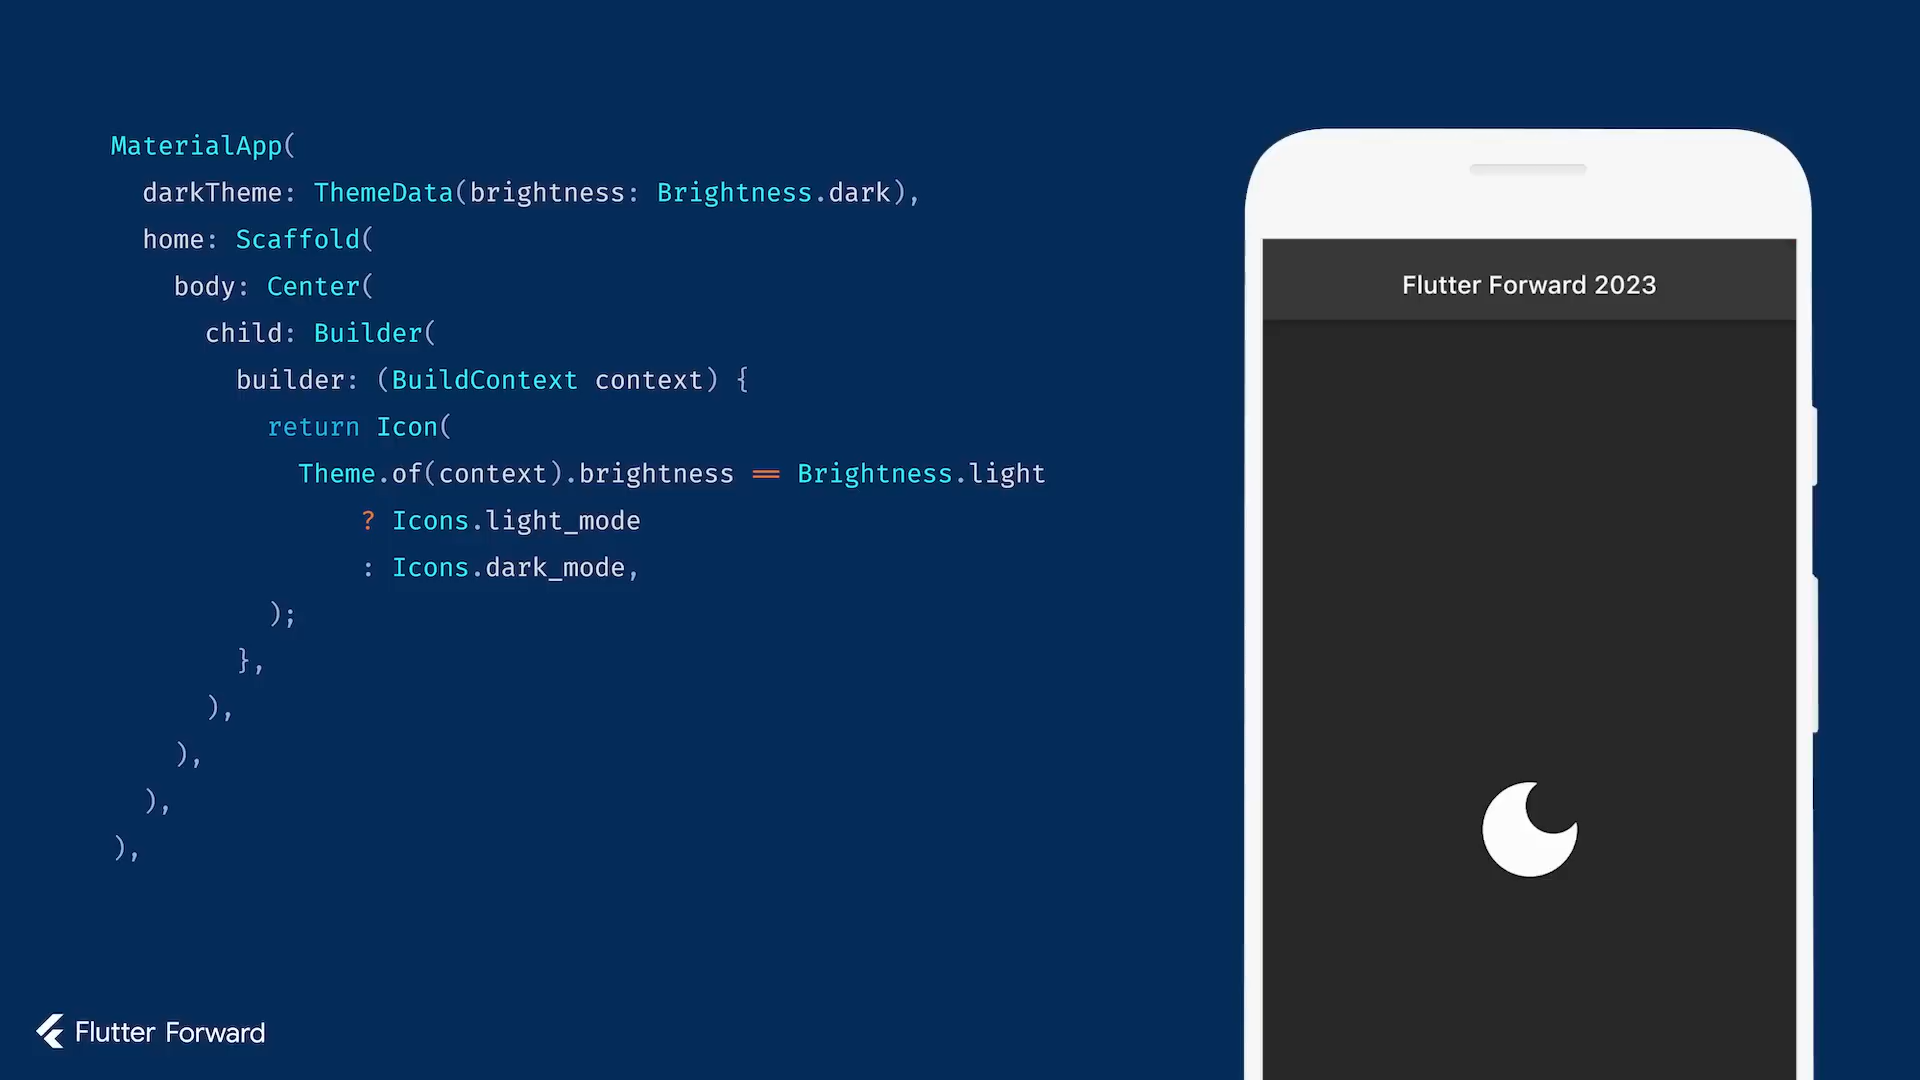 MaterialApp(
darkTheme: ThemeData(brightness: Brightness.dark),
home: Scaffold(
body: Center(
child: Builder(
builder: (BuildContext context) {
return Icon(
Theme.of(context).brightness == Brightness.light
? Icons.light_mode
: Icons.dark_mode,
);
},
),
),
),
),
Flutter Forward 2023
Flutter Forward